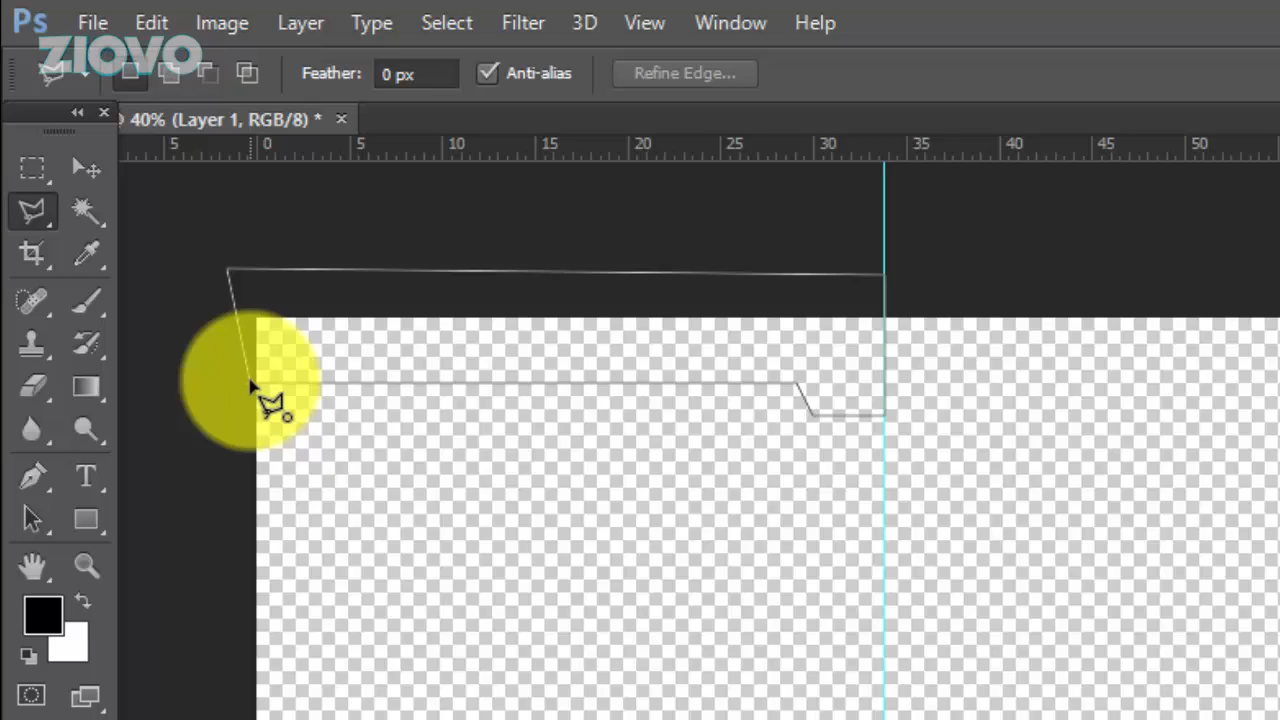 Ps File Edit Image Layer Type Select Filter 3D View Window Help
ZIOVO
Feather: 0 px Anti-alias Refine Edge...
40% (Layer 1, RGB/8) *
5 0 5 10 15 20 25 30 35 40 45 50
T